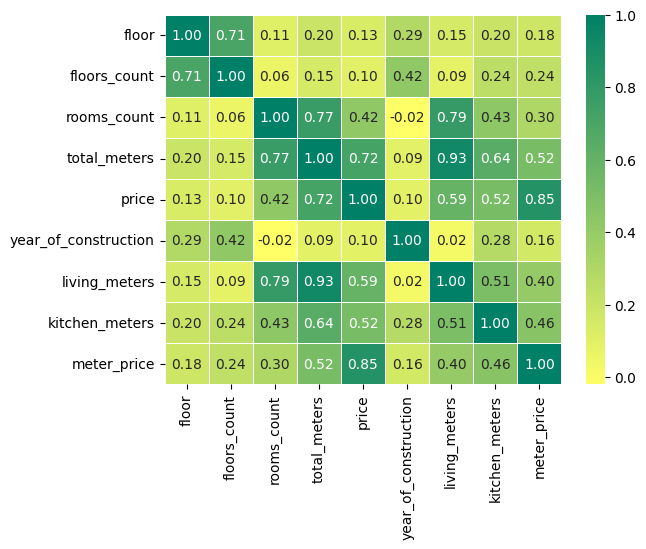 floor 1.00 0.71 0.11 0.20 0.13 0.29 0.15 0.20 0.18
floors_count 0.71 1.00 0.06 0.15 0.10 0.42 0.09 0.24 0.24
rooms_count 0.11 0.06 1.00 0.77 0.42 -0.02 0.79 0.43 0.30
total_meters 0.20 0.15 0.77 1.00 0.72 0.09 0.93 0.64 0.52
price 0.13 0.10 0.42 0.72 1.00 0.10 0.59 0.52 0.85
year_of_construction 0.29 0.42 -0.02 0.09 0.10 1.00 0.02 0.28 0.16
living_meters 0.15 0.09 0.79 0.93 0.59 0.02 1.00 0.51 0.40
kitchen_meters 0.20 0.24 0.43 0.64 0.52 0.28 0.51 1.00 0.46
meter_price 0.18 0.24 0.30 0.52 0.85 0.16 0.40 0.46 1.00
floor
floors_count
rooms_count
total_meters
price
year_of_construction
living_meters
kitchen_meters
meter_price
1.0
0.8
0.6
0.4
0.2
0.0